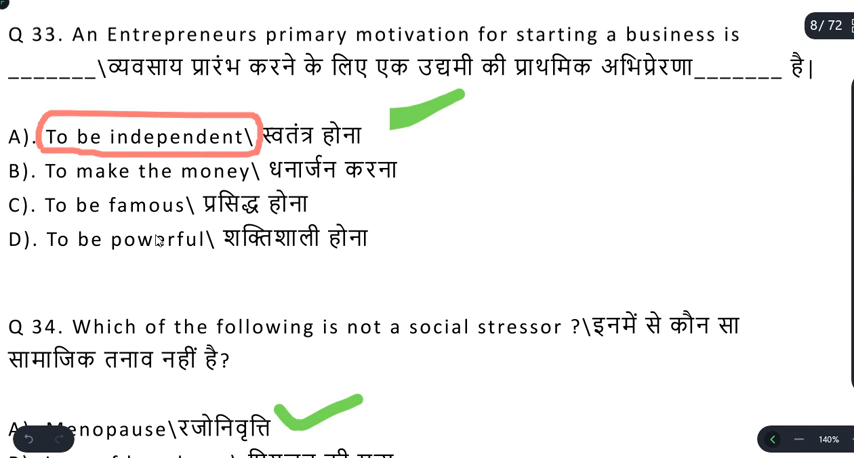 8/ 72
Q 33. An Entrepreneurs primary motivation for starting a business is
_______\व्यवसाय प्रारंभ करने के लिए एक उद्यमी की प्राथमिक अभिप्रेरणा_______ है|
A). To be independent\ स्वतंत्र होना
B). To make the money\ धनार्जन करना
C). To be famous\ प्रसिद्ध होना
D). To be powerful\ शक्तिशाली होना
Q 34. Which of the following is not a social stressor ?\इनमें से कौन सा
सामाजिक तनाव नहीं है?
A). Menopause\रजोनिवृत्ति
140%